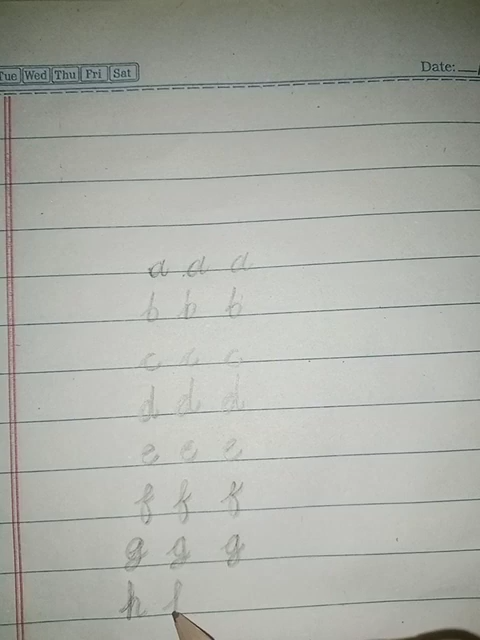 Tue Wed Thu Fri Sat
Date:
a a a
b b b
c c c
d d d
e e e
f f f
g g g
h